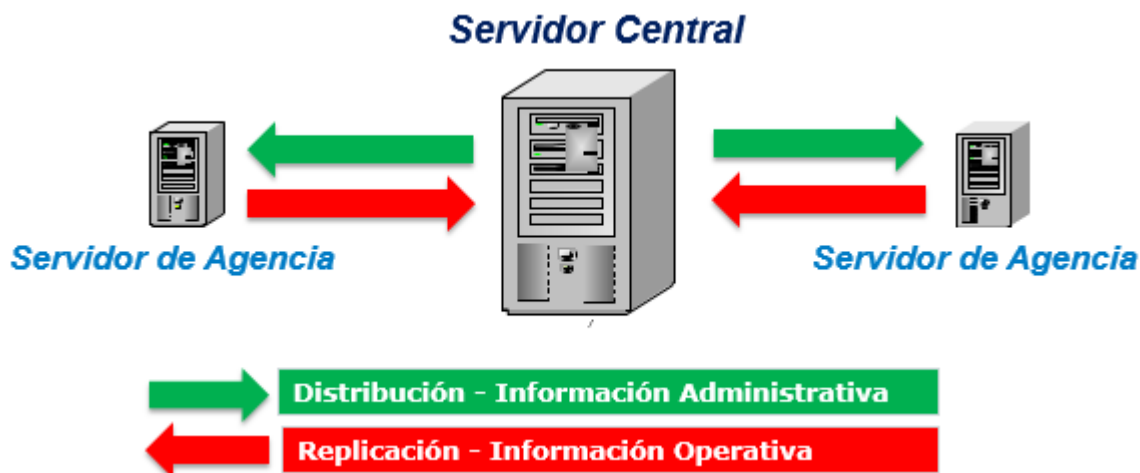 Servidor Central
Servidor de Agencia
Servidor de Agencia
Distribución - Información Administrativa
Replicación - Información Operativa